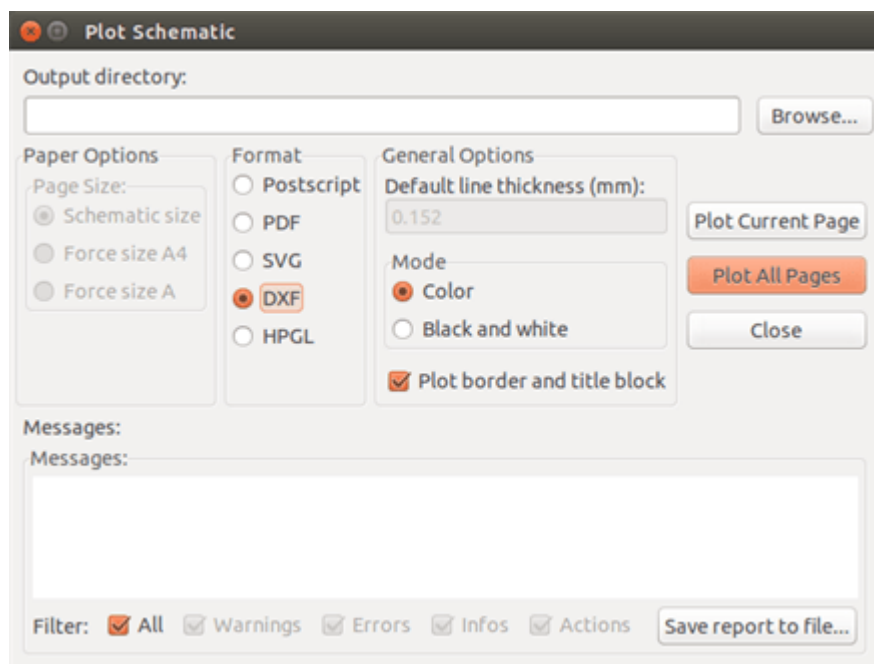 Plot Schematic
Output directory:
Browse...
Paper Options
Page Size:
Schematic size
Force size A4
Force size A
Format
Postscript
PDF
SVG
DXF
HPGL
General Options
Default line thickness (mm):
0.152
Mode
Color
Black and white
Plot border and title block
Plot Current Page
Plot All Pages
Close
Messages:
Messages:
Filter: All Warnings Errors Infos Actions Save report to file...